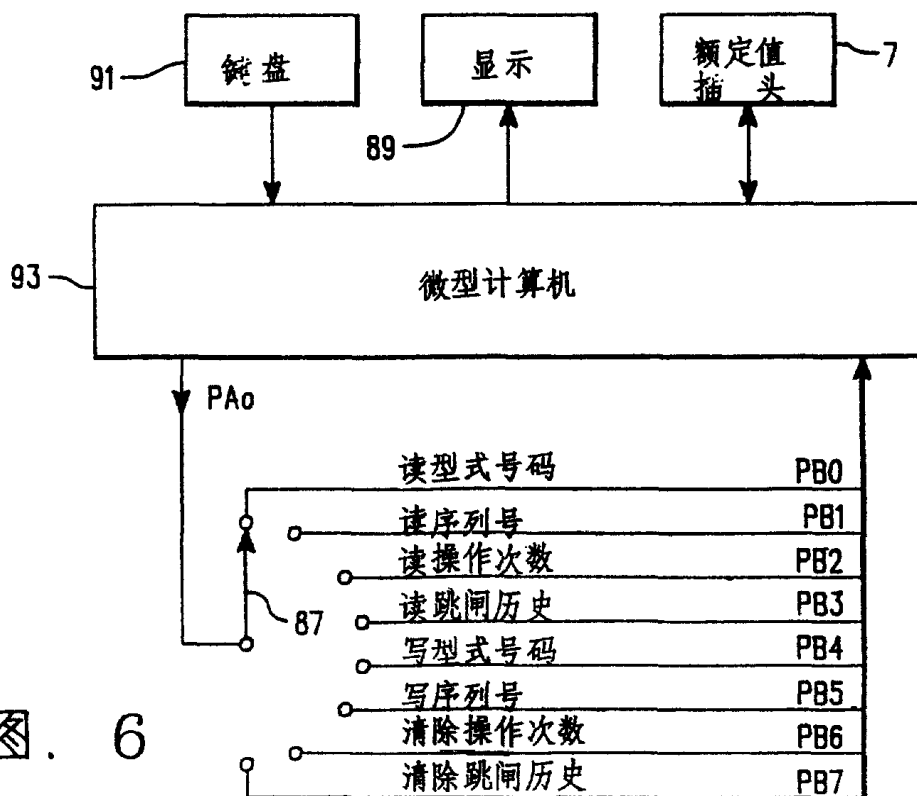 91
键盘
显示
额定值
插 头
7
89
93
微型计算机
PAo
读型式号码 PB0
读序列号 PB1
读操作次数 PB2
读跳闸历史 PB3
87
写型式号码 PB4
写序列号 PB5
清除操作次数 PB6
清除跳闸历史 PB7
图. 6